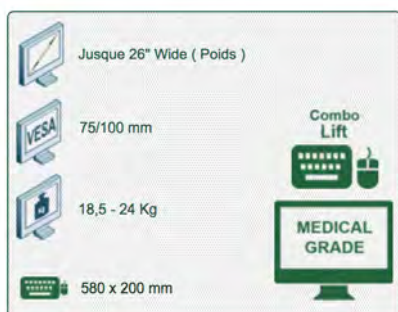 Jusque 26" Wide ( Poids )
VESA
75/100 mm
18,5 - 24 Kg
580 x 200 mm
Combo
Lift
MEDICAL
GRADE